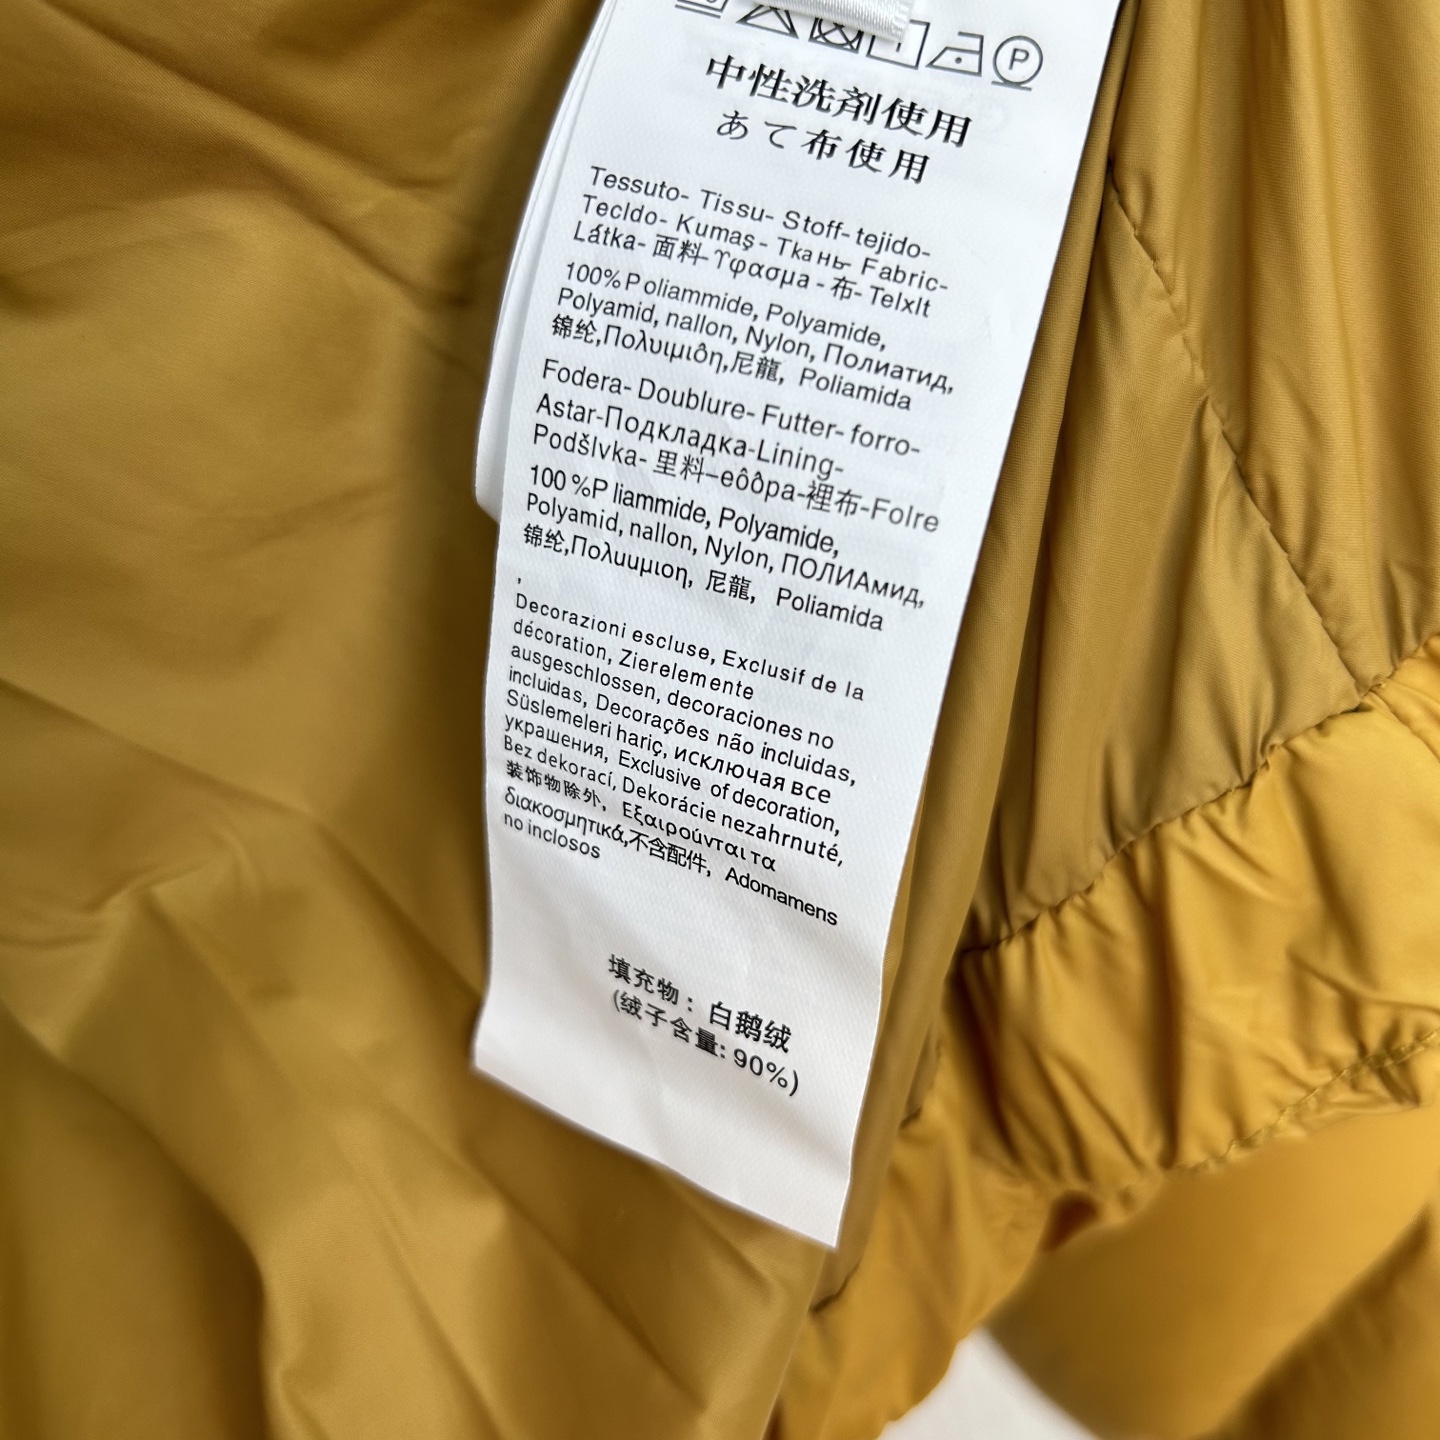 P
中性洗剤使用
あて布使用
Tessuto- Tissu- Stoff- tejido-
Tecldo- Kumaş- Ткань- Fabric-
Látka- 面料-Υφασμα-布-Telxlt
100%Poliammide, Polyamide,
Polyamid, nallon, Nylon, Полиатид,
锦纶,Πολυιμιδη,尼龍, Poliamida
Fodera- Doublure- Futter- forro-
Astar-Подкладка-Lining-
Podšlvka- 里料-eôôpa-裡布-Folre
100 %P liammide, Polyamide,
Polyamid, nallon, Nylon, ПОЛИАмид,
锦纶,Πολuuμιοη, 尼龍, Poliamida
,
Decorazioni escluse, Exclusif de la
décoration, Zierelemente
ausgeschlossen, decoraciones no
incluidas, Decorações não incluidas,
Süslemeleri hariç, исключая все
украшения, Exclusive of decoration,
Bez dekorací, Dekorácie nezahrnuté,
装饰物除外, Εξαιρούνται τα
διακοσμητικά,不含配件, Adomamens
no inclosos
填充物：白鹅绒
(绒子含量: 90%)